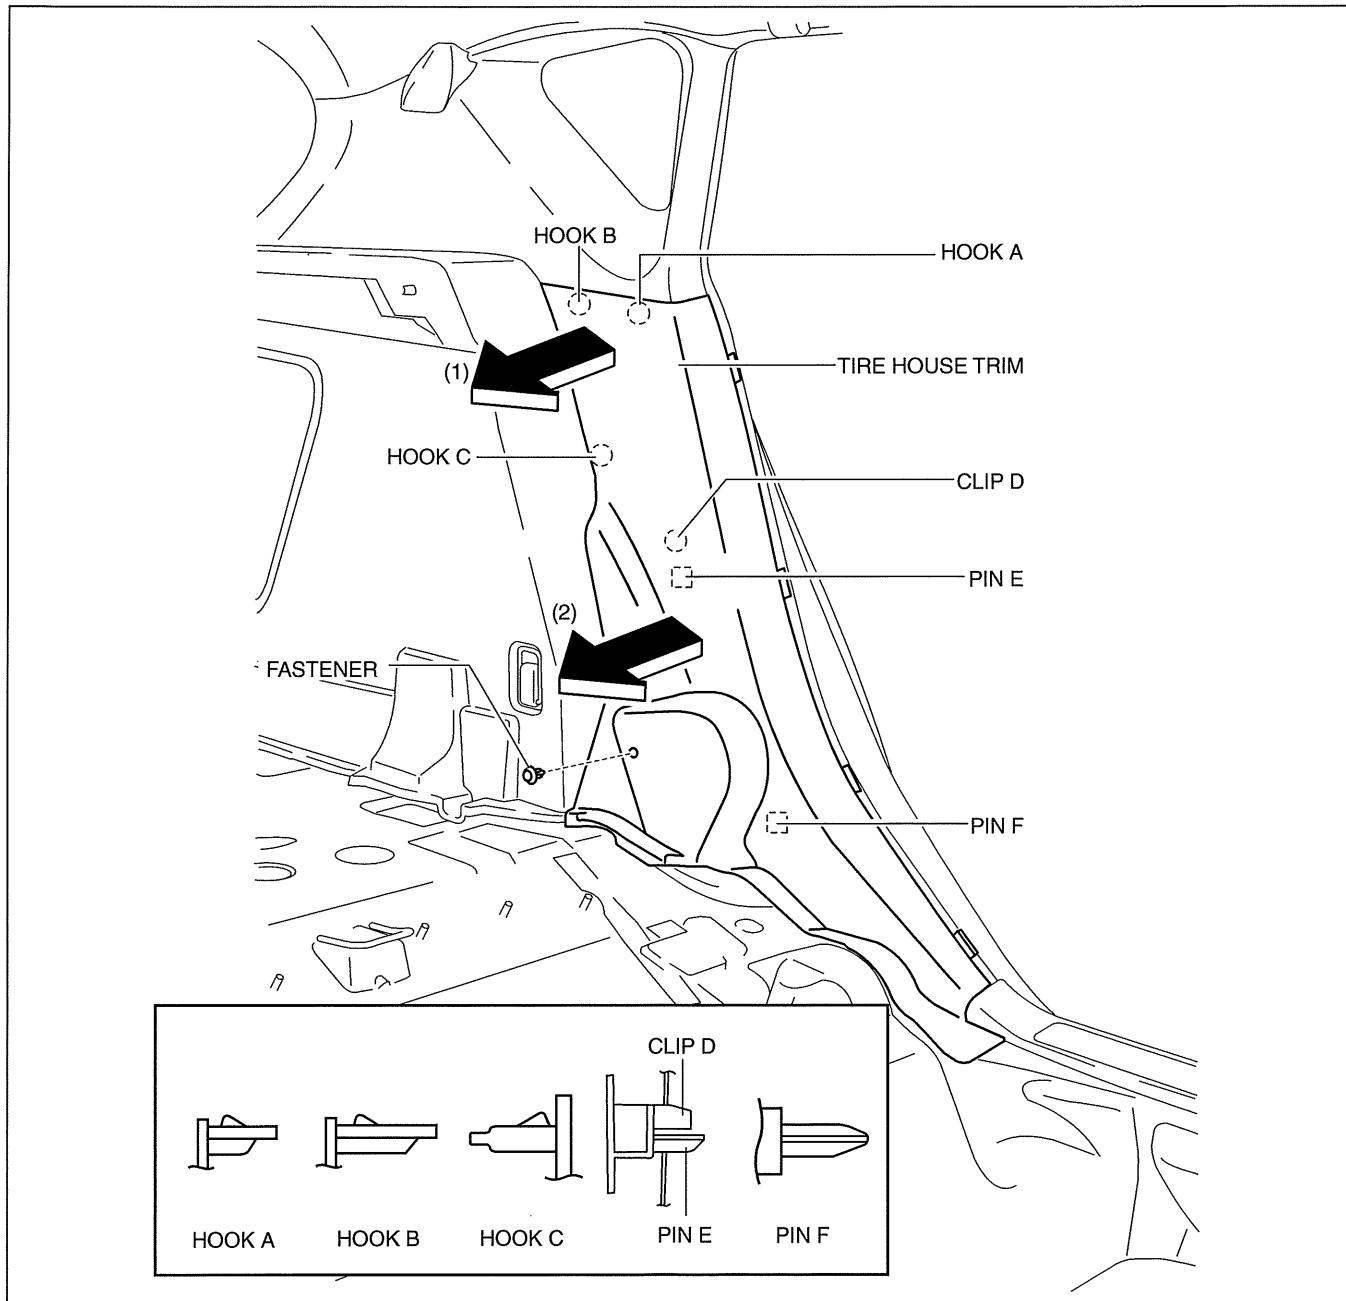 HOOK B
HOOK A
(1)
TIRE HOUSE TRIM
HOOK C
CLIP D
PIN E
(2)
FASTENER
PIN F
CLIP D
HOOK A
HOOK B
HOOK C
PIN E
PIN F